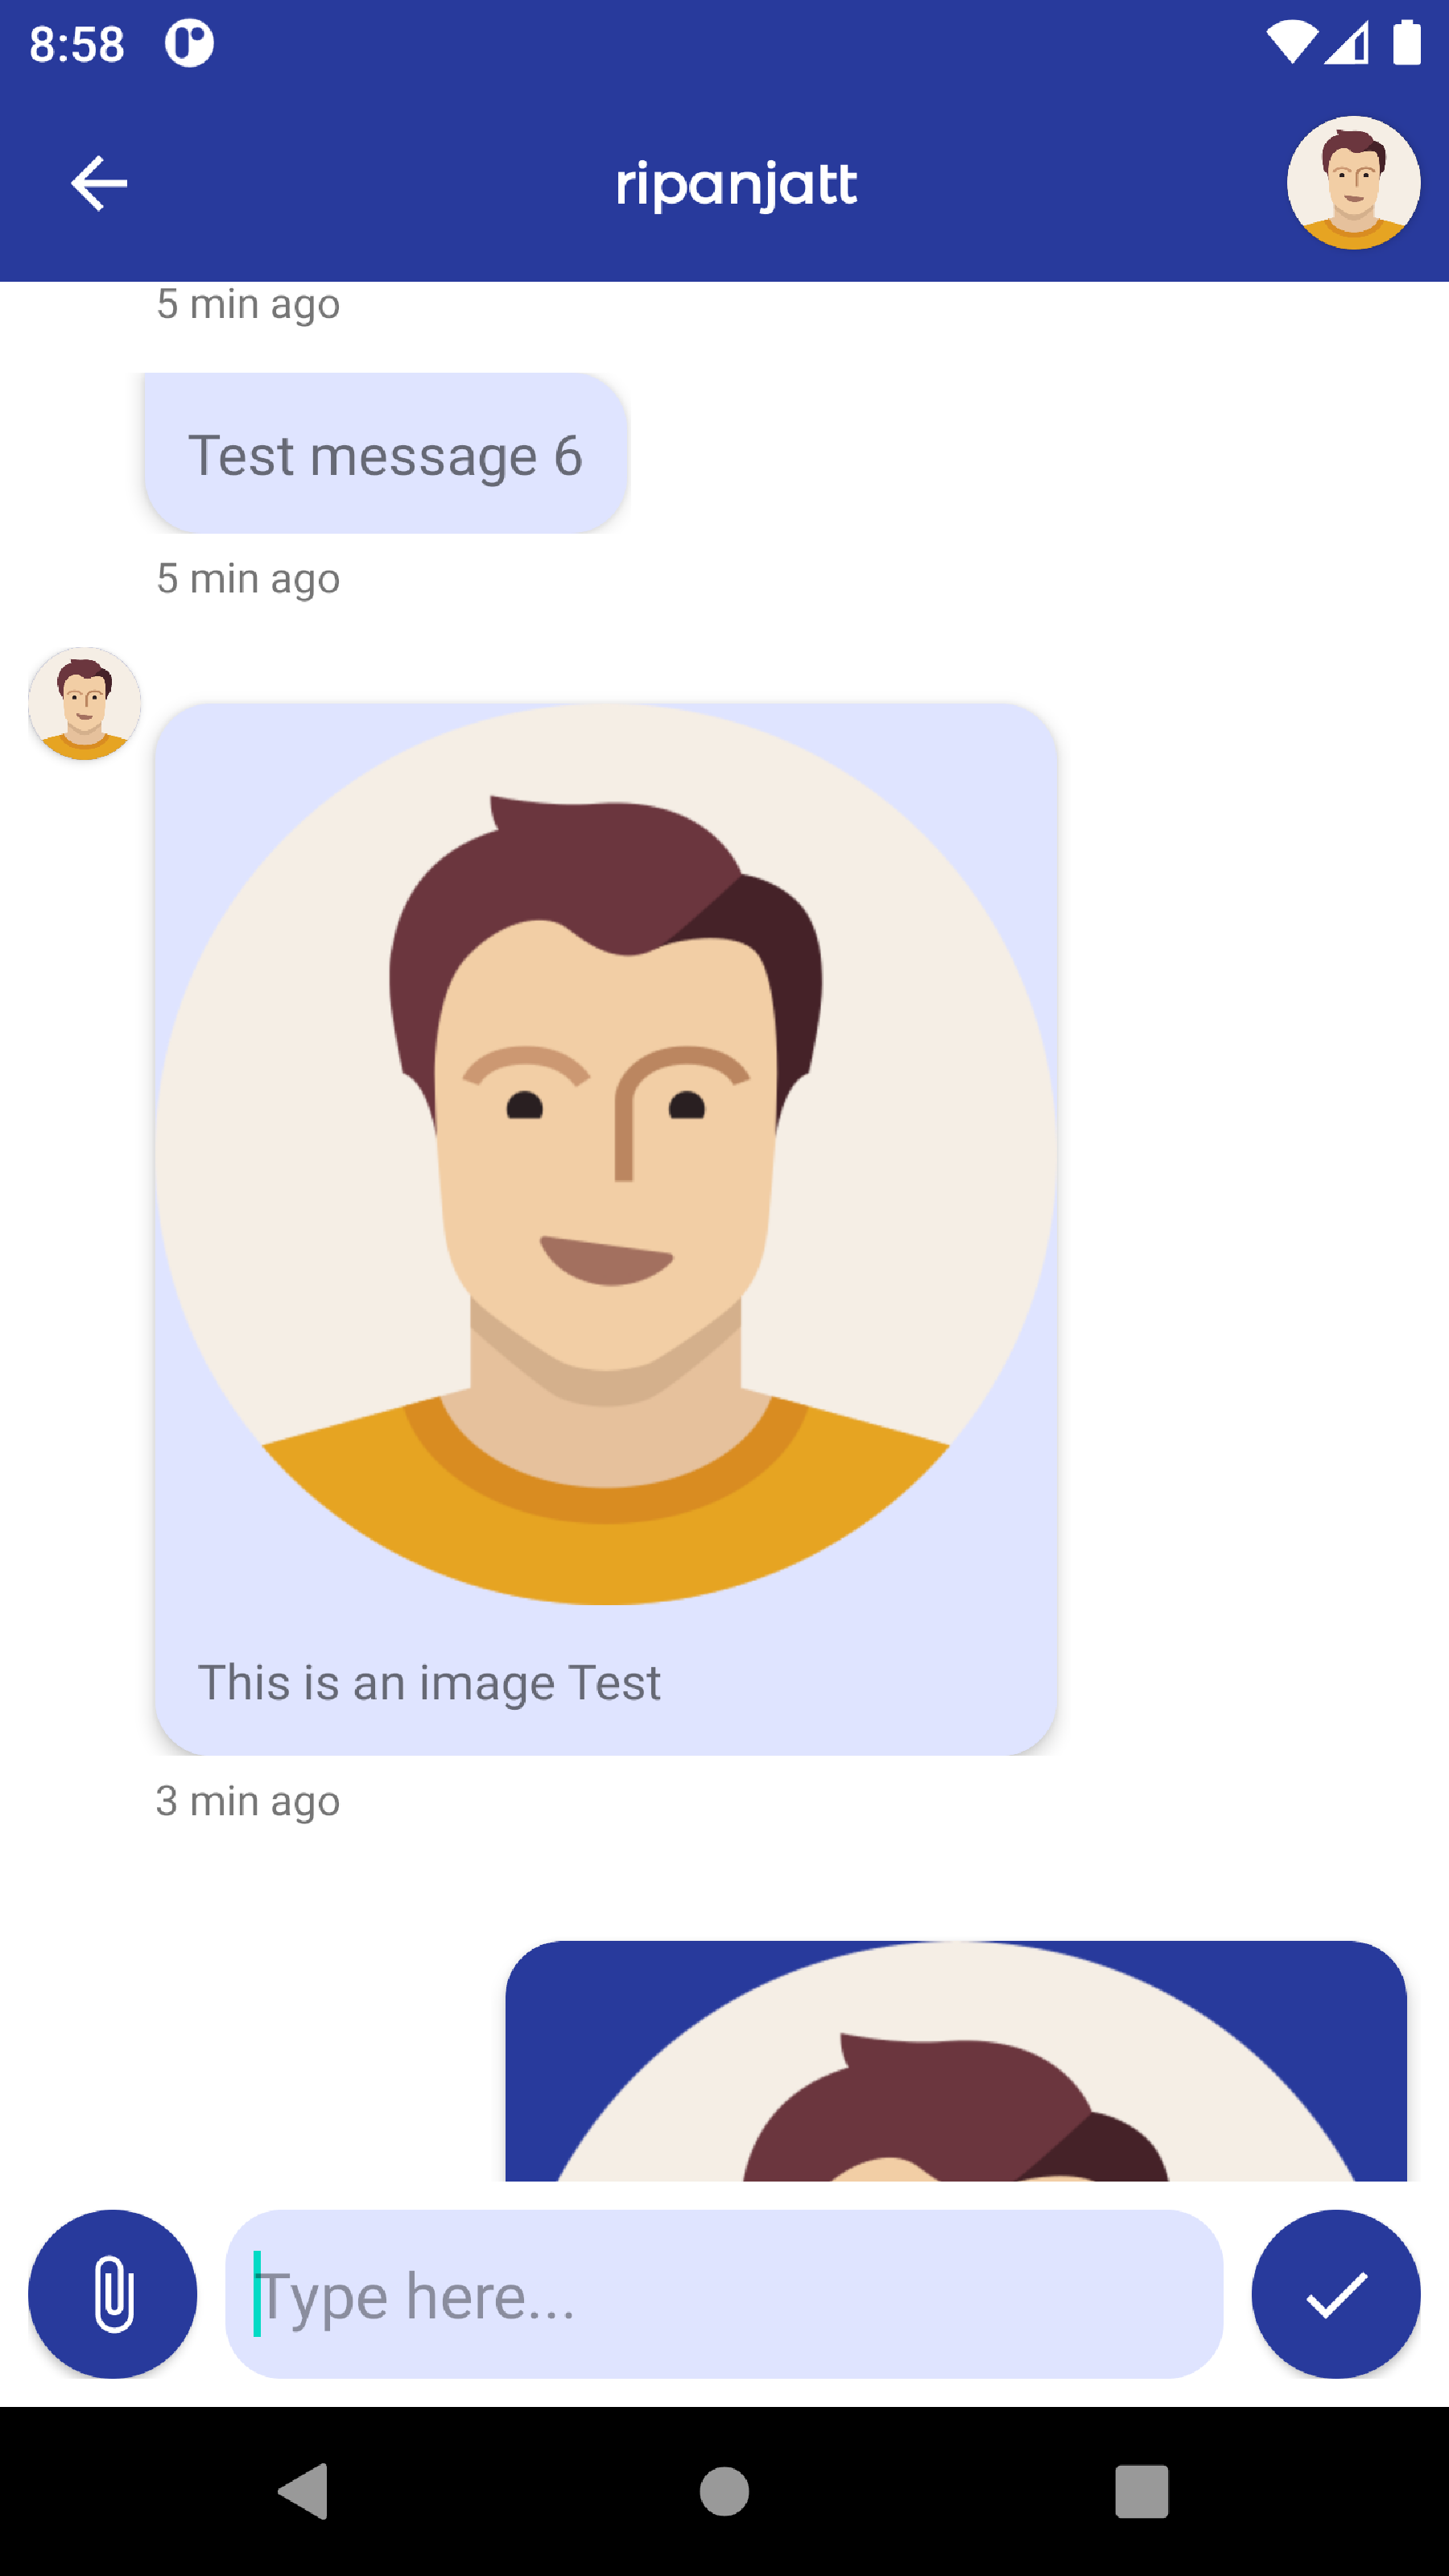 8:58
ripanjatt
5 min ago
Test message 6
5 min ago
This is an image Test
3 min ago
Type here...